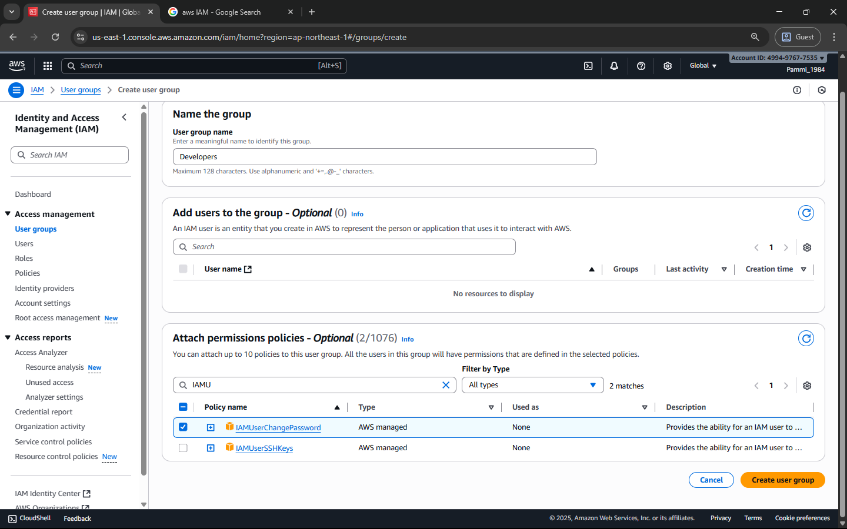 Create user group | IAM | Global
aws IAM - Google Search
us-east-1.console.aws.amazon.com/iam/home?region=ap-northeast-1#/groups/create
Guest
aws
Search
[Alt+S]
Global
Account ID: 4994-9767-7535
Pammi_1984
IAM > User groups > Create user group
Identity and Access Management (IAM)
Search IAM
Dashboard
Access management
User groups
Users
Roles
Policies
Identity providers
Account settings
Root access management New
Access reports
Access Analyzer
Resource analysis New
Unused access
Analyzer settings
Credential report
Organization activity
Service control policies
Resource control policies New
IAM Identity Center
AWS Organizations
Name the group
User group name
Enter a meaningful name to identify this group.
Developers
Maximum 128 characters. Use alphanumeric and '+=,.@-_' characters.
Add users to the group - Optional (0) Info
An IAM user is an entity that you create in AWS to represent the person or application that uses it to interact with AWS.
Search
1
User name
Groups
Last activity
Creation time
No resources to display
Attach permissions policies - Optional (2/1076) Info
You can attach up to 10 policies to this user group. All the users in this group will have permissions that are defined in the selected policies.
Filter by Type
IAMU
All types
2 matches
1
Policy name
Type
Used as
Description
IAMUserChangePassword
AWS managed
None
Provides the ability for an IAM user to ...
IAMUserSSHKeys
AWS managed
None
Provides the ability for an IAM user to ...
Cancel
Create user group
CloudShell
Feedback
© 2025, Amazon Web Services, Inc. or its affiliates.
Privacy
Terms
Cookie preferences